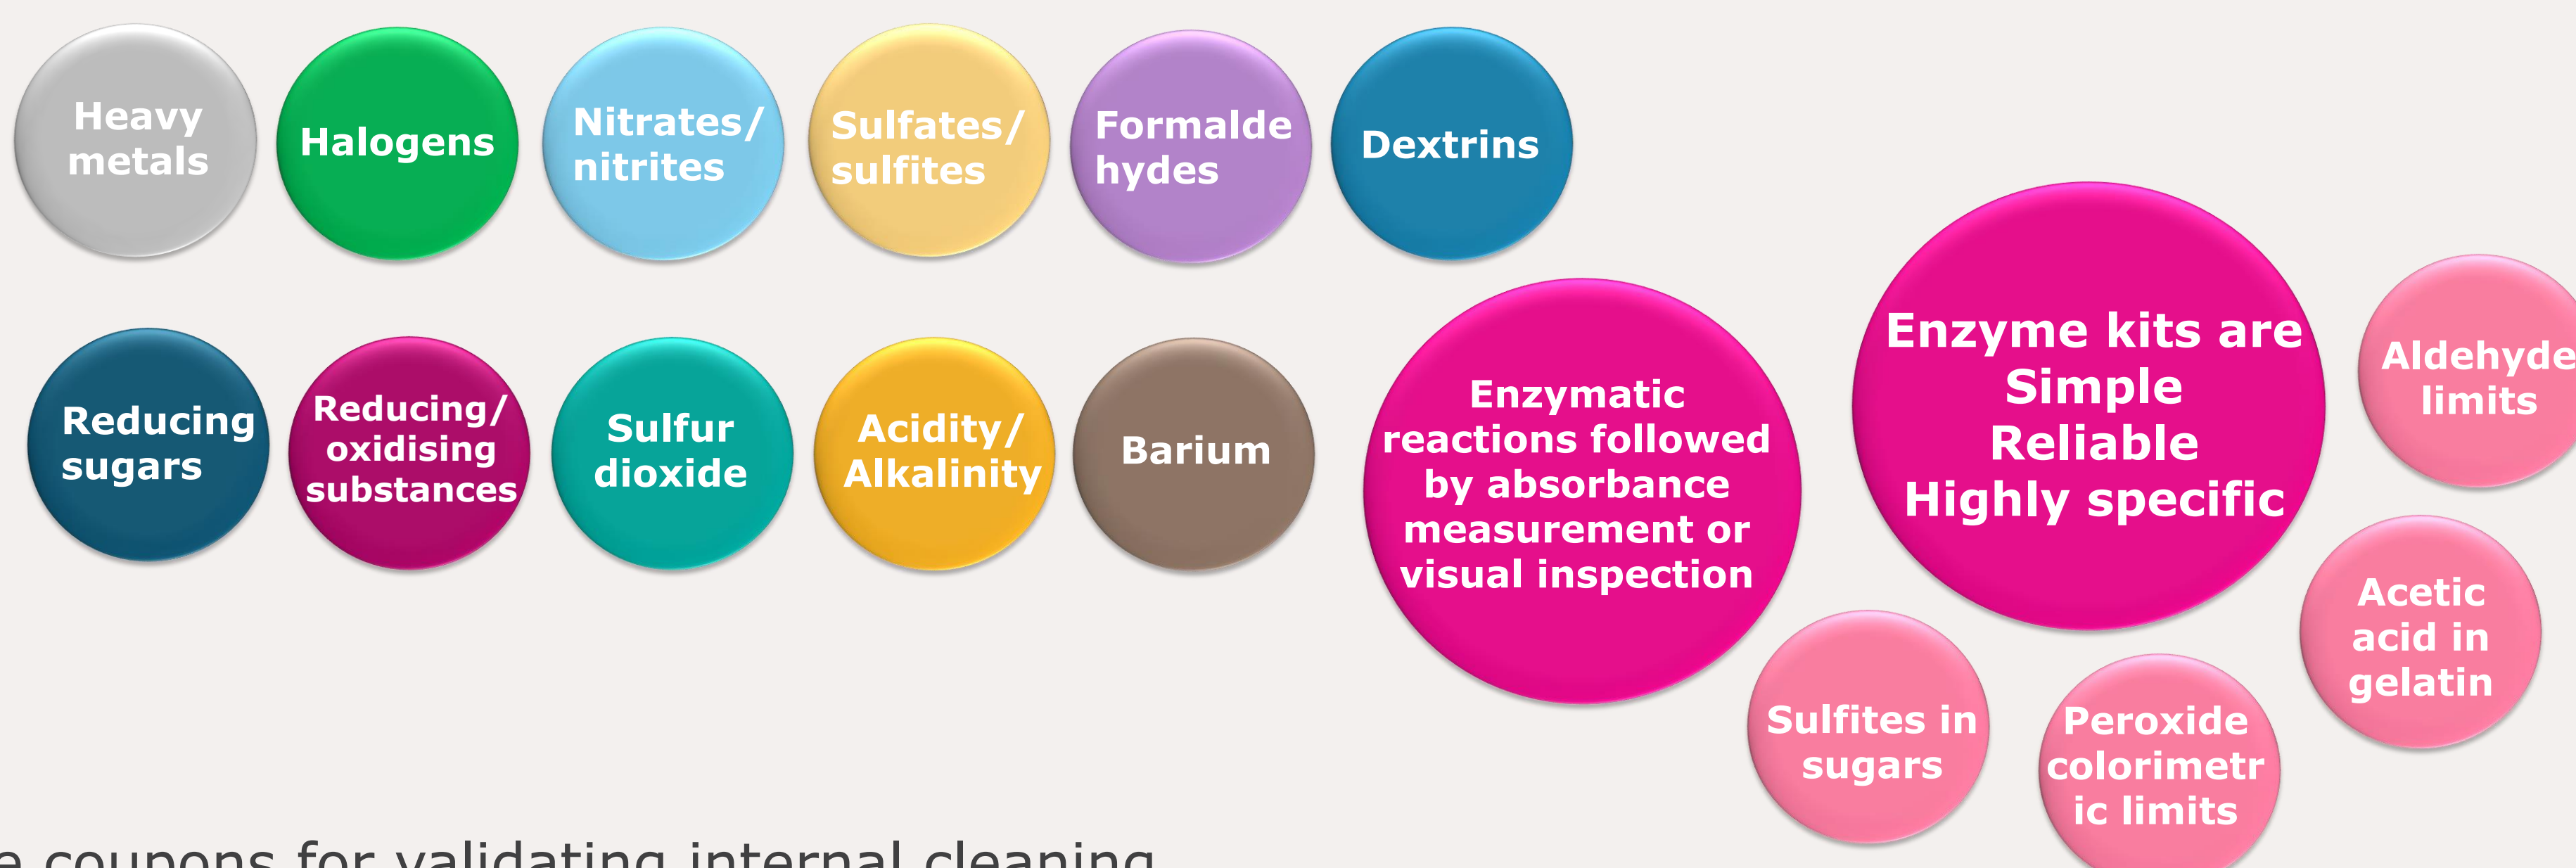 Heavy
metals
Halogens
Nitrates/
nitrites
Sulfates/
sulfites
Formalde
hydes
Dextrins
Reducing
sugars
Reducing/
oxidising
substances
Sulfur
dioxide
Acidity/
Alkalinity
Barium
Enzymatic
reactions followed
by absorbance
measurement or
visual inspection
Enzyme kits are
Simple
Reliable
Highly specific
Aldehyde
limits
Acetic
acid in
gelatin
Sulfites in
sugars
Peroxide
colorimetr
ic limits
e coupons for validating internal cleaning